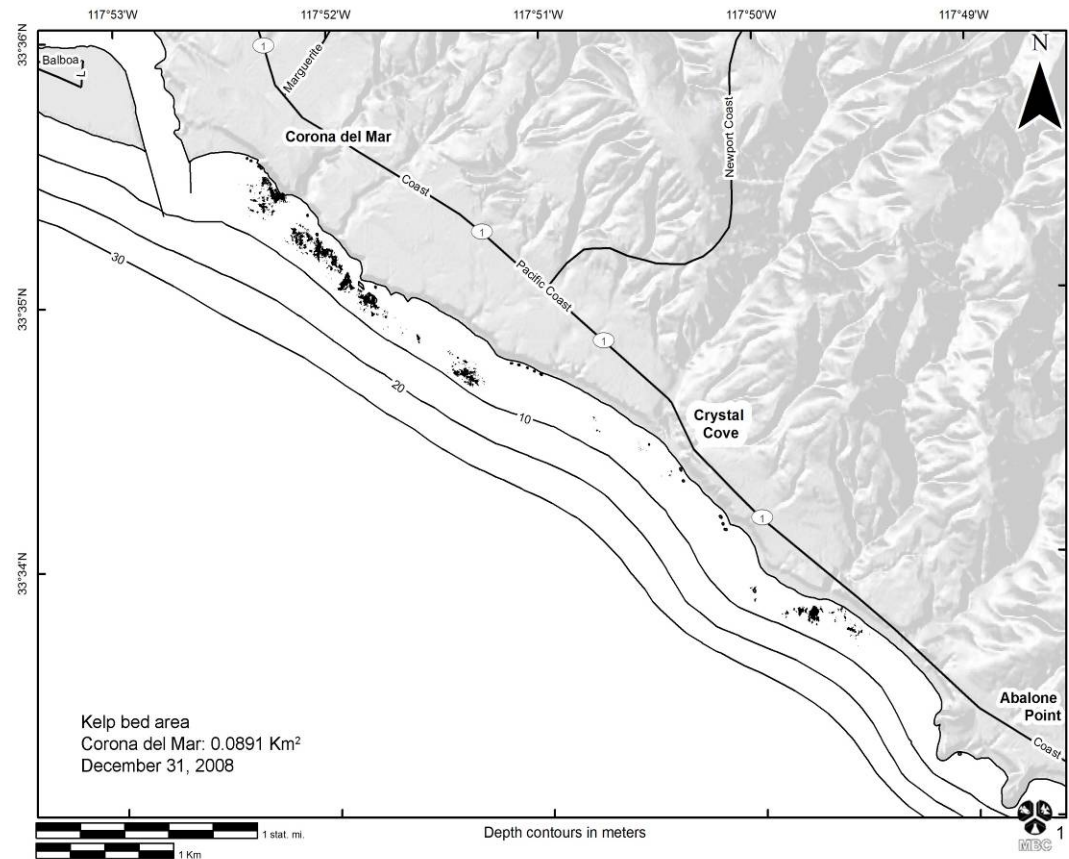 117°53'W
117°52'W
117°51'W
117°50'W
117°49'W
33°36'N
33°35'N
33°34'N
N
Balboa
1
Marguerite
Newport Coast
Corona del Mar
Coast
1
Pacific Coast
1
30
20
10
Crystal
Cove
1
Abalone
Point
Coast
Kelp bed area
Corona del Mar: 0.0891 Km²
December 31, 2008
1 stat. mi.
1 Km
Depth contours in meters
MBC
1